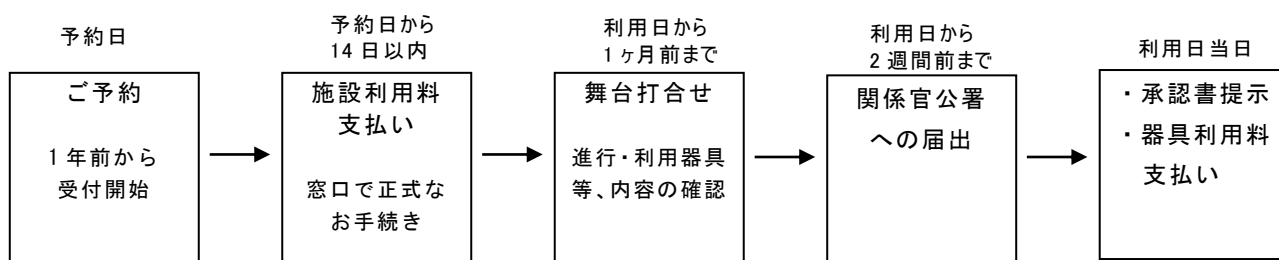 予約日
ご予約
1年前から
受付開始
予約日から
14日以内
施設利用料
支払い
窓口で正式な
お手続き
利用日から
1ヶ月前まで
舞台打合せ
進行・利用器具
等、内容の確認
利用日から
2週間前まで
関係官公署
への届出
利用日当日
・承認書提示
・器具利用料
支払い